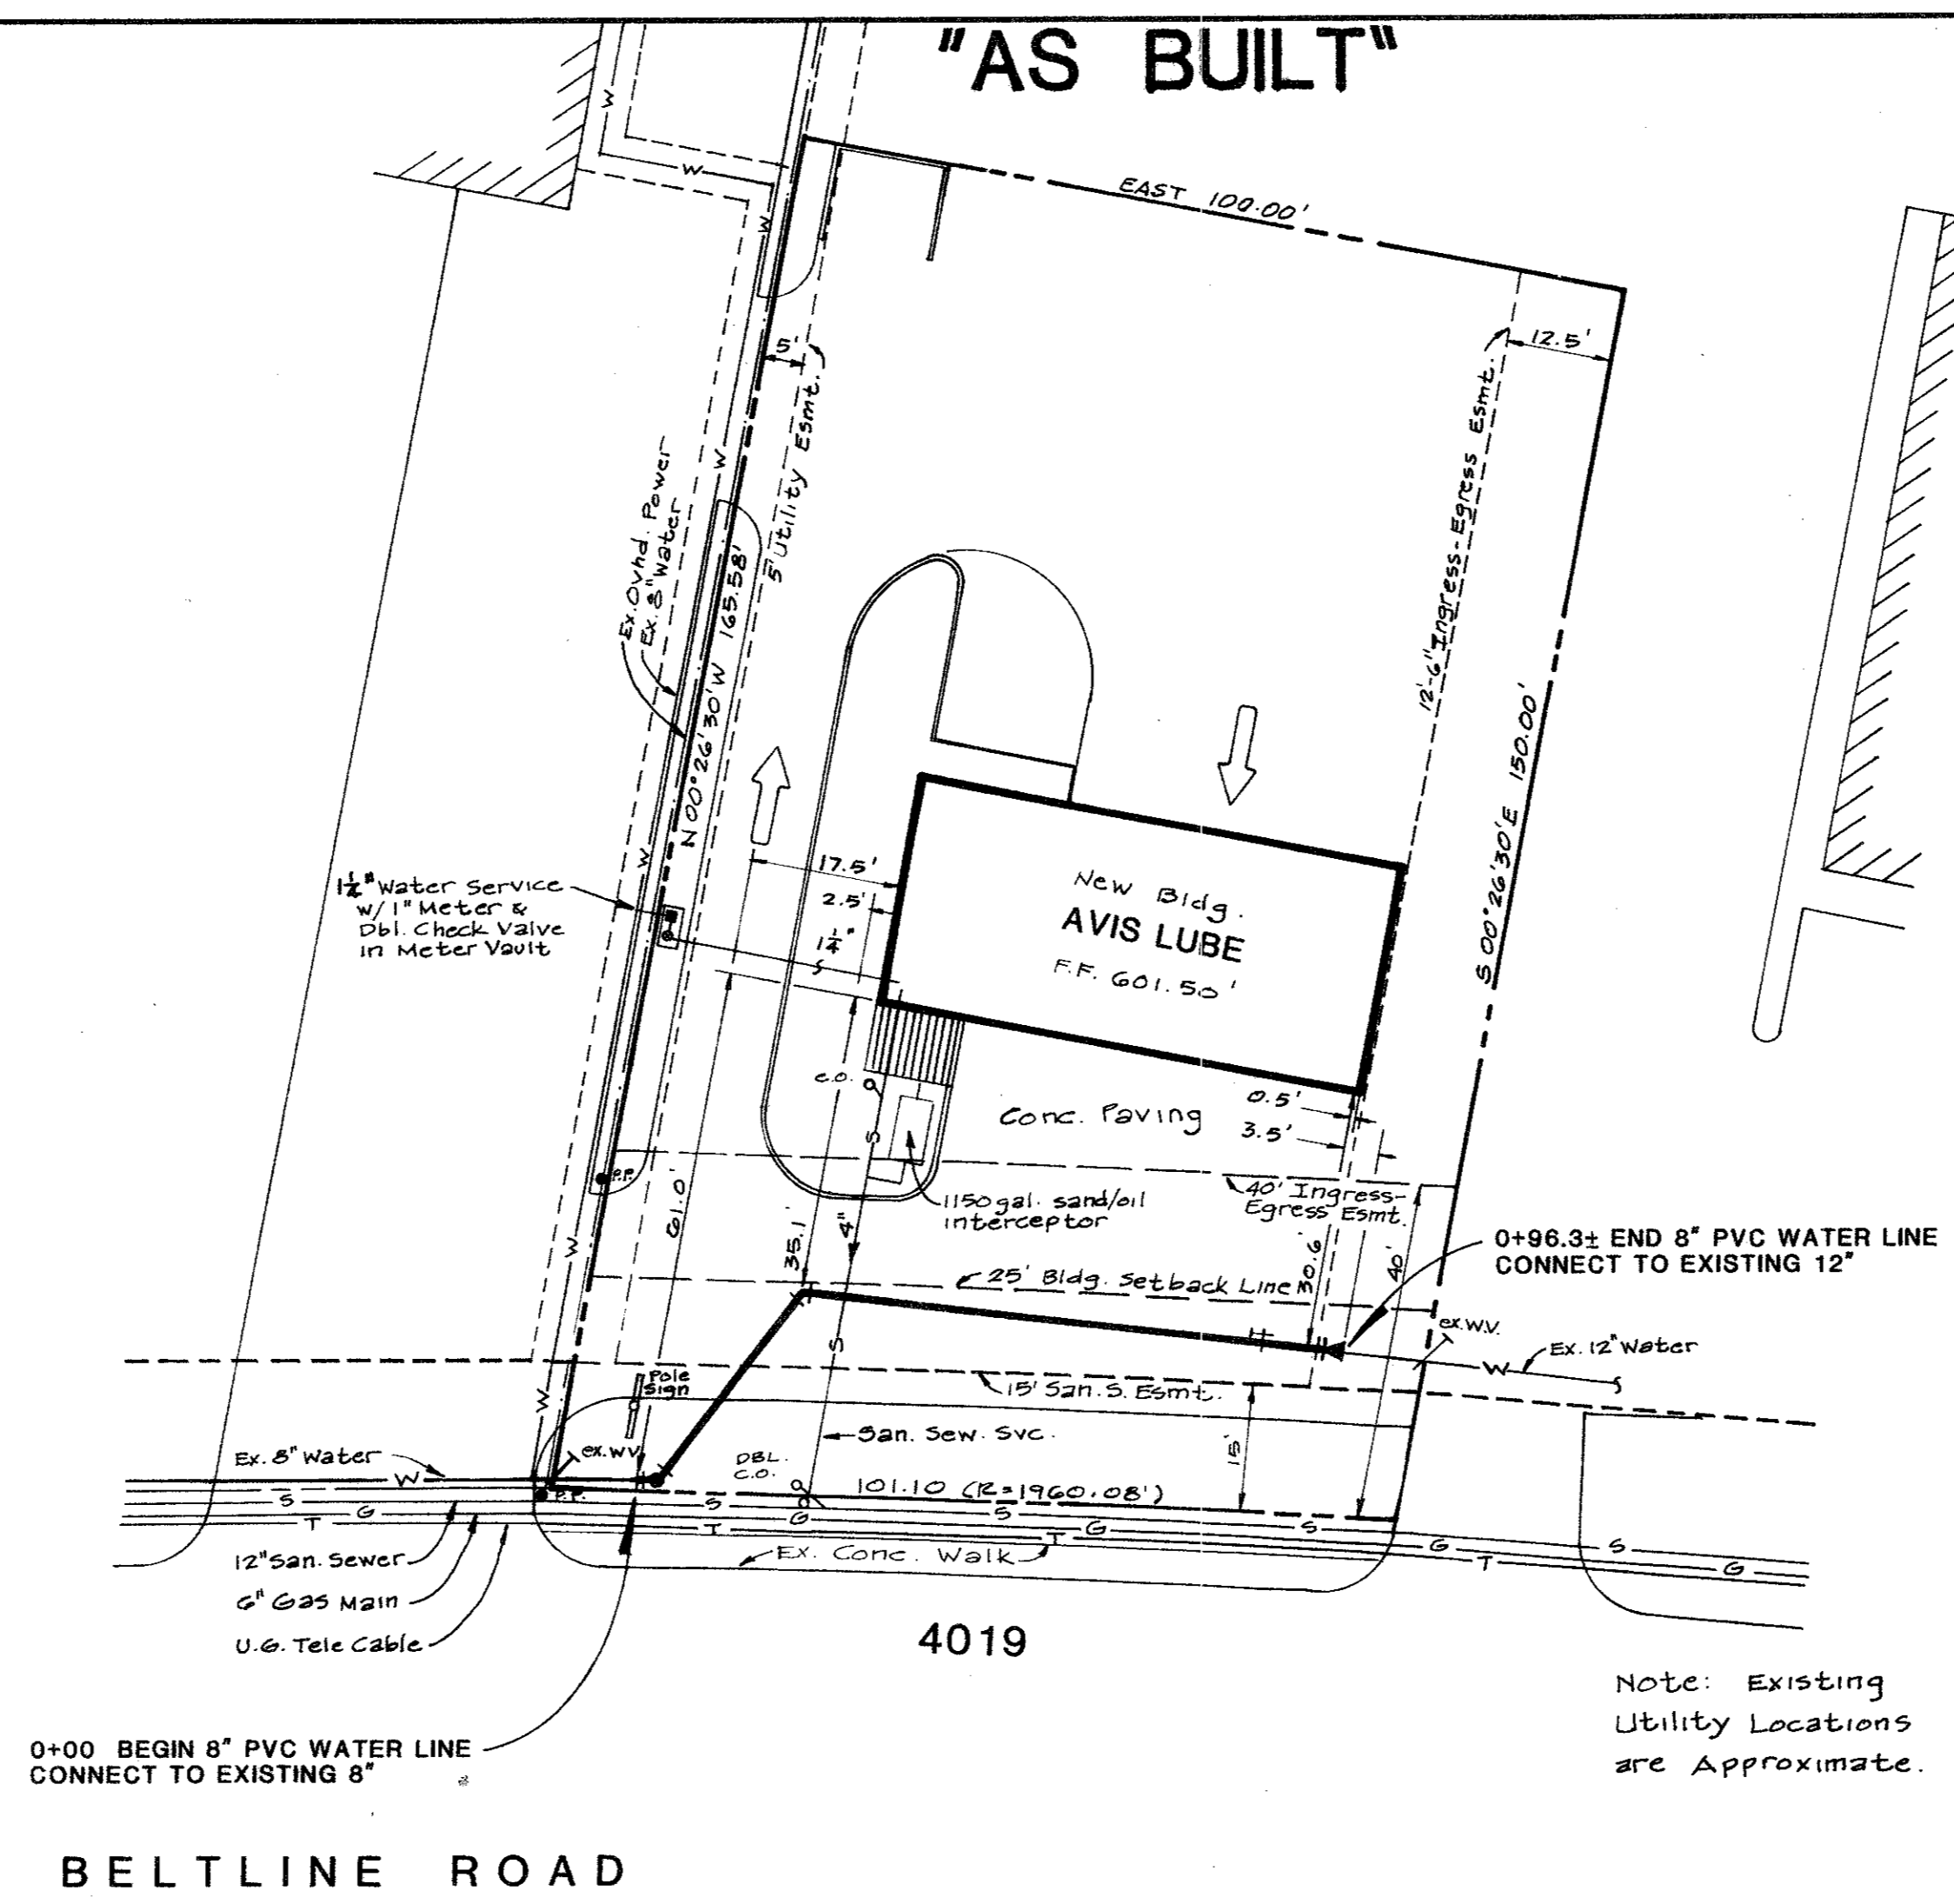 "AS BUILT"
W
W
W
EAST 100.00'
5'
12.5'
5' Utility Esmt.
12'-6" Ingress-Egress Esmt.
Ex. Ovhd. Power
Ex. 8" Water
W
N 00°26'30"W 165.58'
S 00°26'30"E 150.00'
W
17.5'
2.5'
1¼"
1¼" Water Service
w/1" Meter &
Dbl. Check Valve
in Meter Vault
New Bldg.
AVIS LUBE
F.F. 601.50'
C.O.
S
Conc. Paving
0.5'
3.5'
P.P.
61.0'
35.1'
4"
1150 gal. sand/oil
interceptor
40' Ingress-
Egress Esmt.
30.6'
40'
0+96.3± END 8" PVC WATER LINE
CONNECT TO EXISTING 12"
W
25' Bldg. Setback Line
ex.W.V.
Ex. 12" Water
W
S
Pole
Sign
15' San. S. Esmt.
W
San. Sew. Svc.
15'
Ex. 8" Water
W
ex.W.V.
DBL.
C.O.
P.P.
101.10 (R=1960.08')
S S S S S
G G G G G
T T T T
12" San. Sewer
6" Gas Main
U.G. Tele Cable
Ex. Conc. Walk
4019
Note: Existing
Utility Locations
are Approximate.
0+00 BEGIN 8" PVC WATER LINE
CONNECT TO EXISTING 8"
BELTLINE ROAD